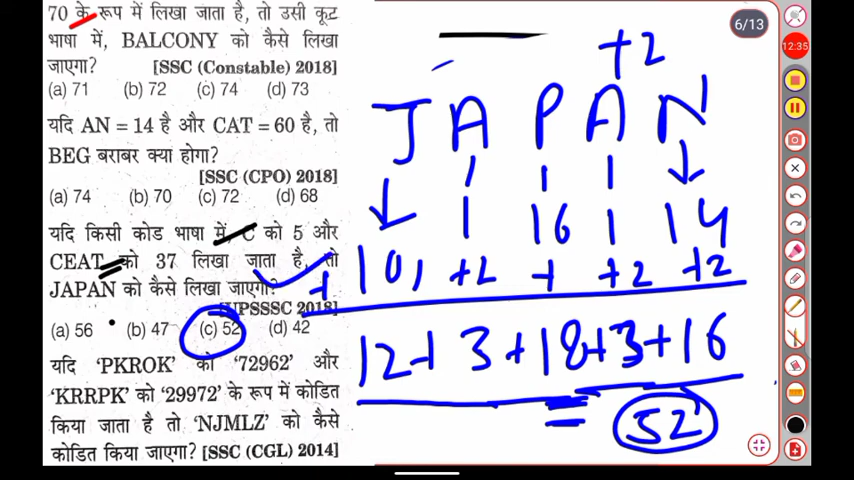 70 के रूप में लिखा जाता है, तो उसी कूट
भाषा में, BALCONY को कैसे लिखा
जाएगा? [SSC (Constable) 2018]
(a) 71 (b) 72 (c) 74 (d) 73
यदि AN = 14 है और CAT = 60 है, तो
BEG बराबर क्या होगा?
[SSC (CPO) 2018]
(a) 74 (b) 70 (c) 72 (d) 68
यदि किसी कोड भाषा में, C को 5 और
CEAT को 37 लिखा जाता है, तो
JAPAN को कैसे लिखा जाएगा?
[UPSSSC 2018]
(a) 56 (b) 47 (c) 52 (d) 42
यदि 'PKROK' को '72962' और
'KRRPK' को '29972' के रूप में कोडित
किया जाता है तो 'NJMLZ' को कैसे
कोडित किया जाएगा? [SSC (CGL) 2014]
+2
J A P A N
1 16 1 14
+ 10, +2 + +2 +2
12+ 3 +18+3+16
52
6/13
12:35